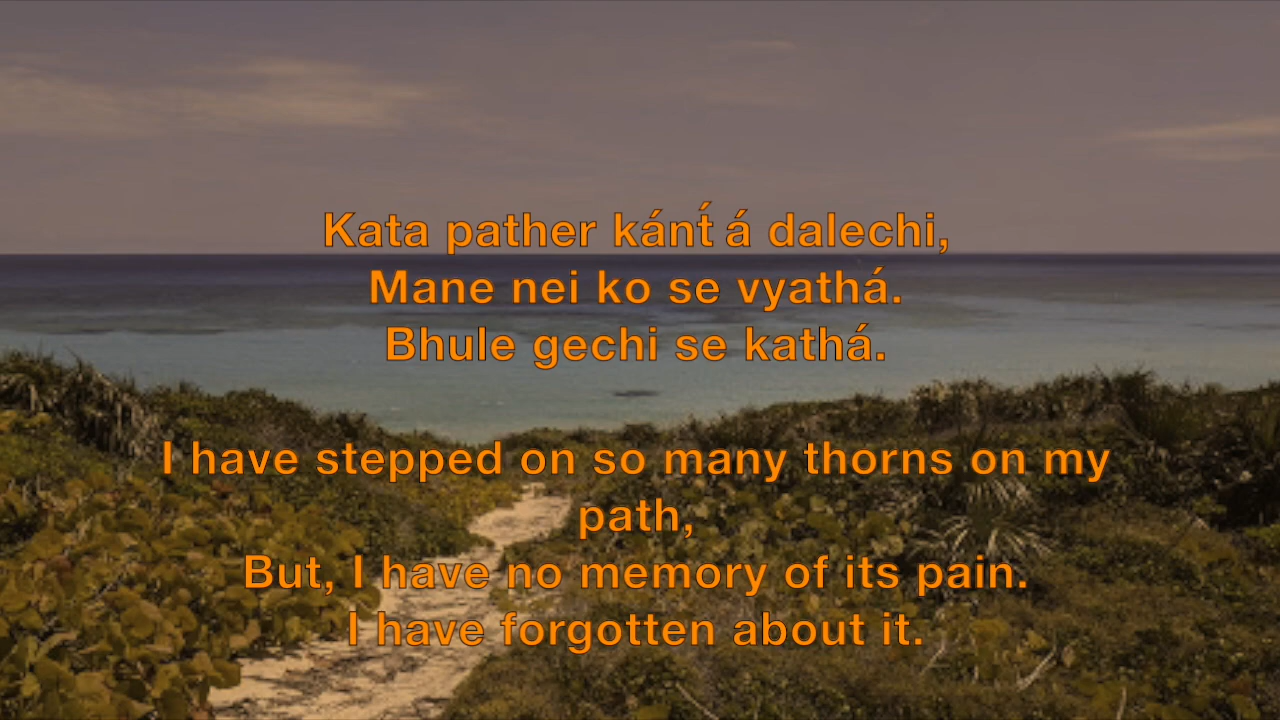 Kata pather kánt́ á dalechi,
Mane nei ko se vyathá.
Bhule gechi se kathá.
I have stepped on so many thorns on my
path,
But, I have no memory of its pain.
I have forgotten about it.